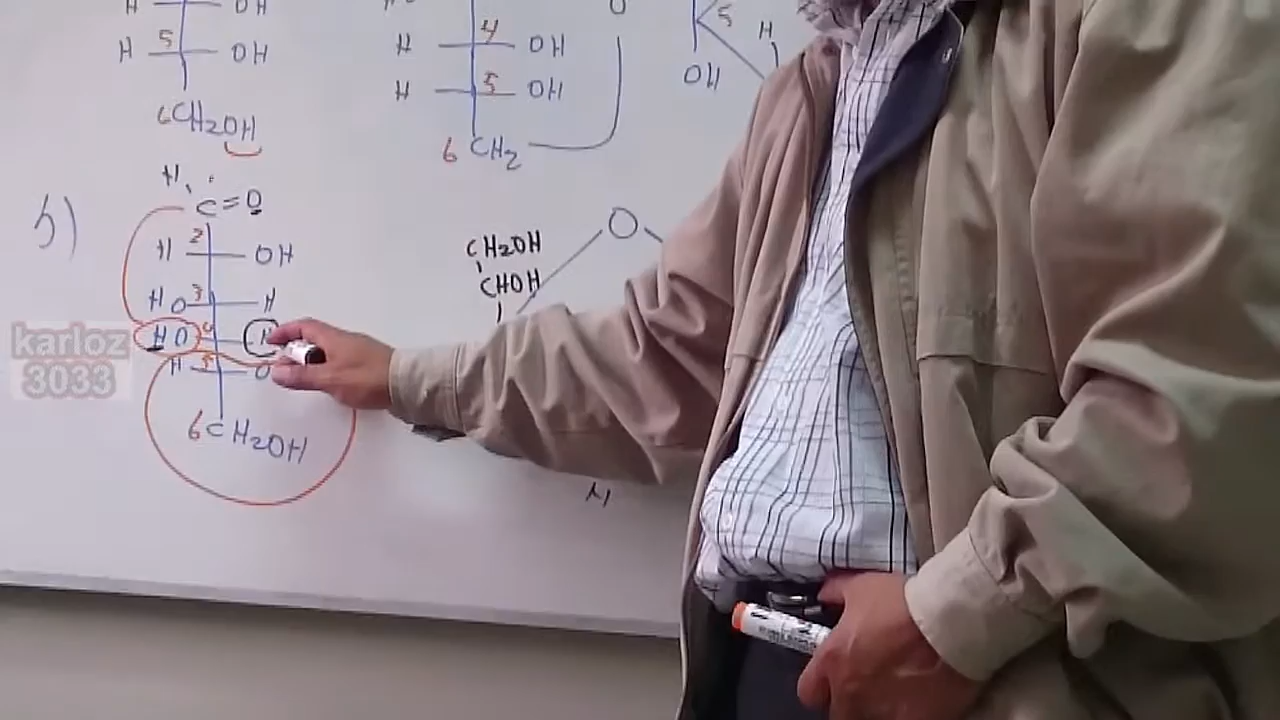 H OH
H 5 OH
6CH2OH
4
H OH
H 5 OH
6 CH2
O
5
H
OH
b)
H
C=O
2
H OH
HO 3 H
HO 4 H
H 5 O
6CH2OH
O
CH2OH
CHOH
H
karloz
3033